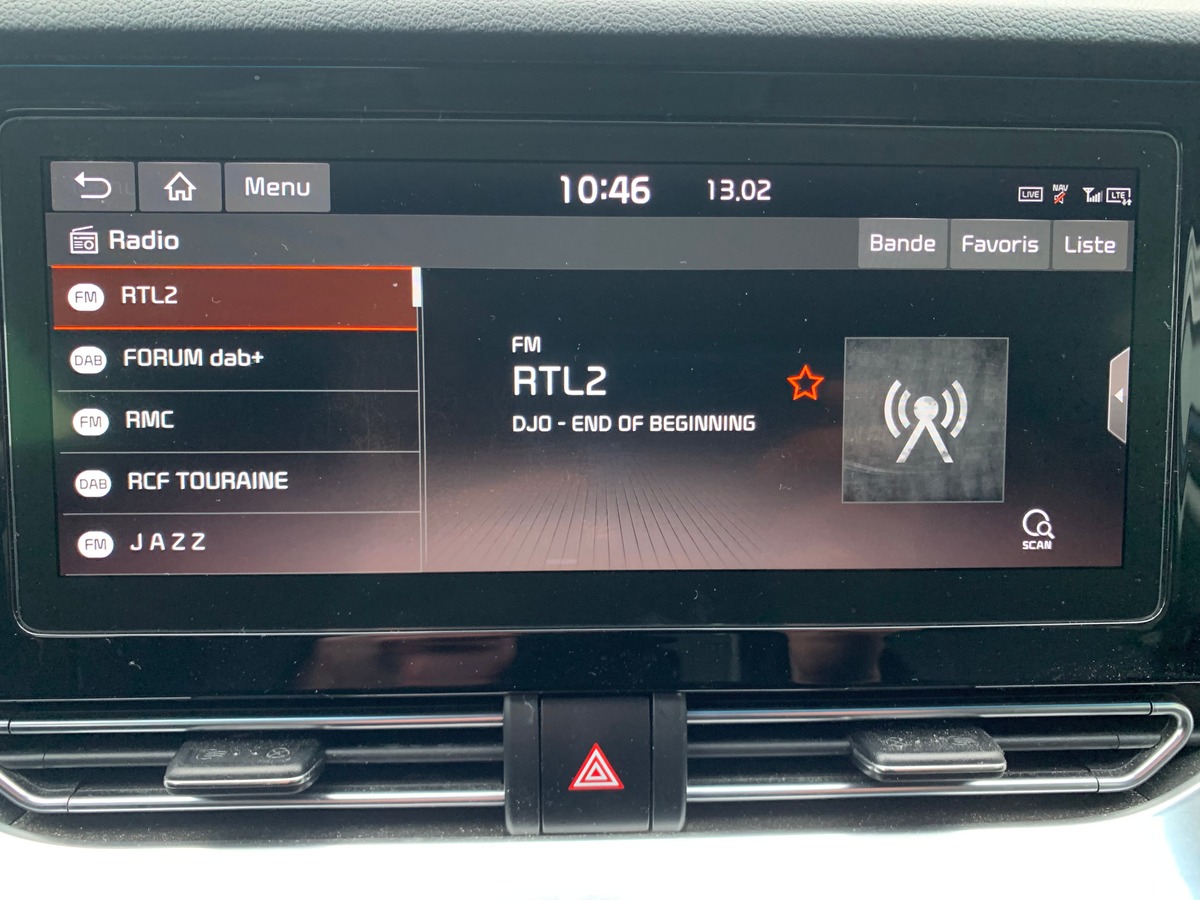 Menu
10:46
13.02
LIVE
NAV
LTE
Radio
Bande
Favoris
Liste
FM RTL2
DAB FORUM dab+
FM RMC
DAB RCF TOURAINE
FM JAZZ
FM
RTL2
DJO - END OF BEGINNING
SCAN